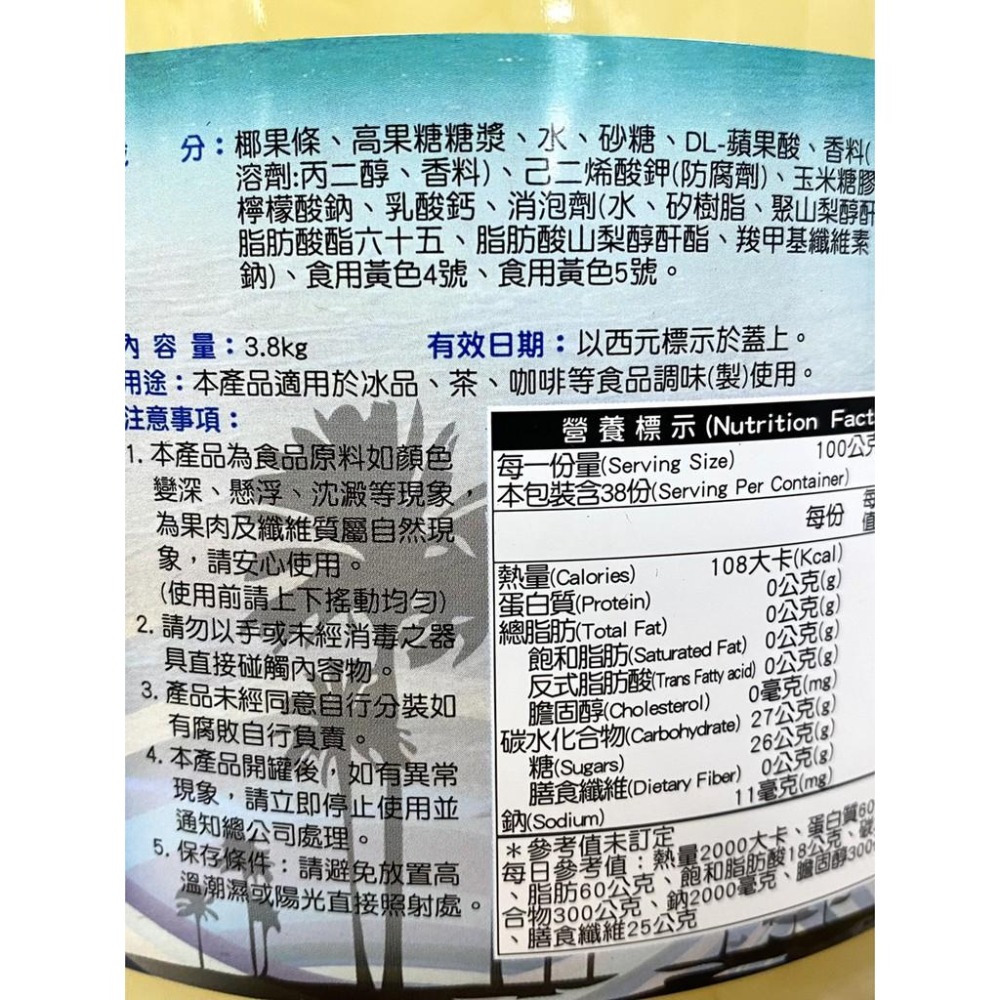 分：椰果條、高果糖糖漿、水、砂糖、DL-蘋果酸、香料(
溶劑:丙二醇、香料)、己二烯酸鉀(防腐劑)、玉米糖膠
檸檬酸鈉、乳酸鈣、消泡劑(水、矽樹脂、聚山梨醇酐
脂肪酸酯六十五、脂肪酸山梨醇酐酯、羧甲基纖維素
鈉)、食用黃色4號、食用黃色5號。
內容量：3.8kg
有效日期：以西元標示於蓋上。
用途：本產品適用於冰品、茶、咖啡等食品調味(製)使用。
注意事項：
1. 本產品為食品原料如顏色
變深、懸浮、沈澱等現象，
為果肉及纖維質屬自然現
象，請安心使用。
(使用前請上下搖動均勻)
2. 請勿以手或未經消毒之器
具直接碰觸內容物。
3. 產品未經同意自行分裝如
有腐敗自行負責。
4. 本產品開罐後，如有異常
現象，請立即停止使用並
通知總公司處理。
5. 保存條件：請避免放置高
溫潮濕或陽光直接照射處。
營養標示(Nutrition Fact
每一份量(Serving Size) 100公克
本包裝含38份(Serving Per Container)
每份 每
值
熱量(Calories) 108大卡(Kcal)
蛋白質(Protein) 0公克(g)
總脂肪(Total Fat) 0公克(g)
飽和脂肪(Saturated Fat) 0公克(g)
反式脂肪酸(Trans Fatty acid) 0公克(g)
膽固醇(Cholesterol) 0毫克(mg)
碳水化合物(Carbohydrate) 27公克(g)
糖(Sugars) 26公克(g)
膳食纖維(Dietary Fiber) 0公克(g)
鈉(Sodium) 11毫克(mg)
＊參考值未訂定
每日參考值：熱量2000大卡、蛋白質60
、脂肪60公克、飽和脂肪酸18公克、碳
合物300公克、鈉2000毫克、膽固醇300
、膳食纖維25公克